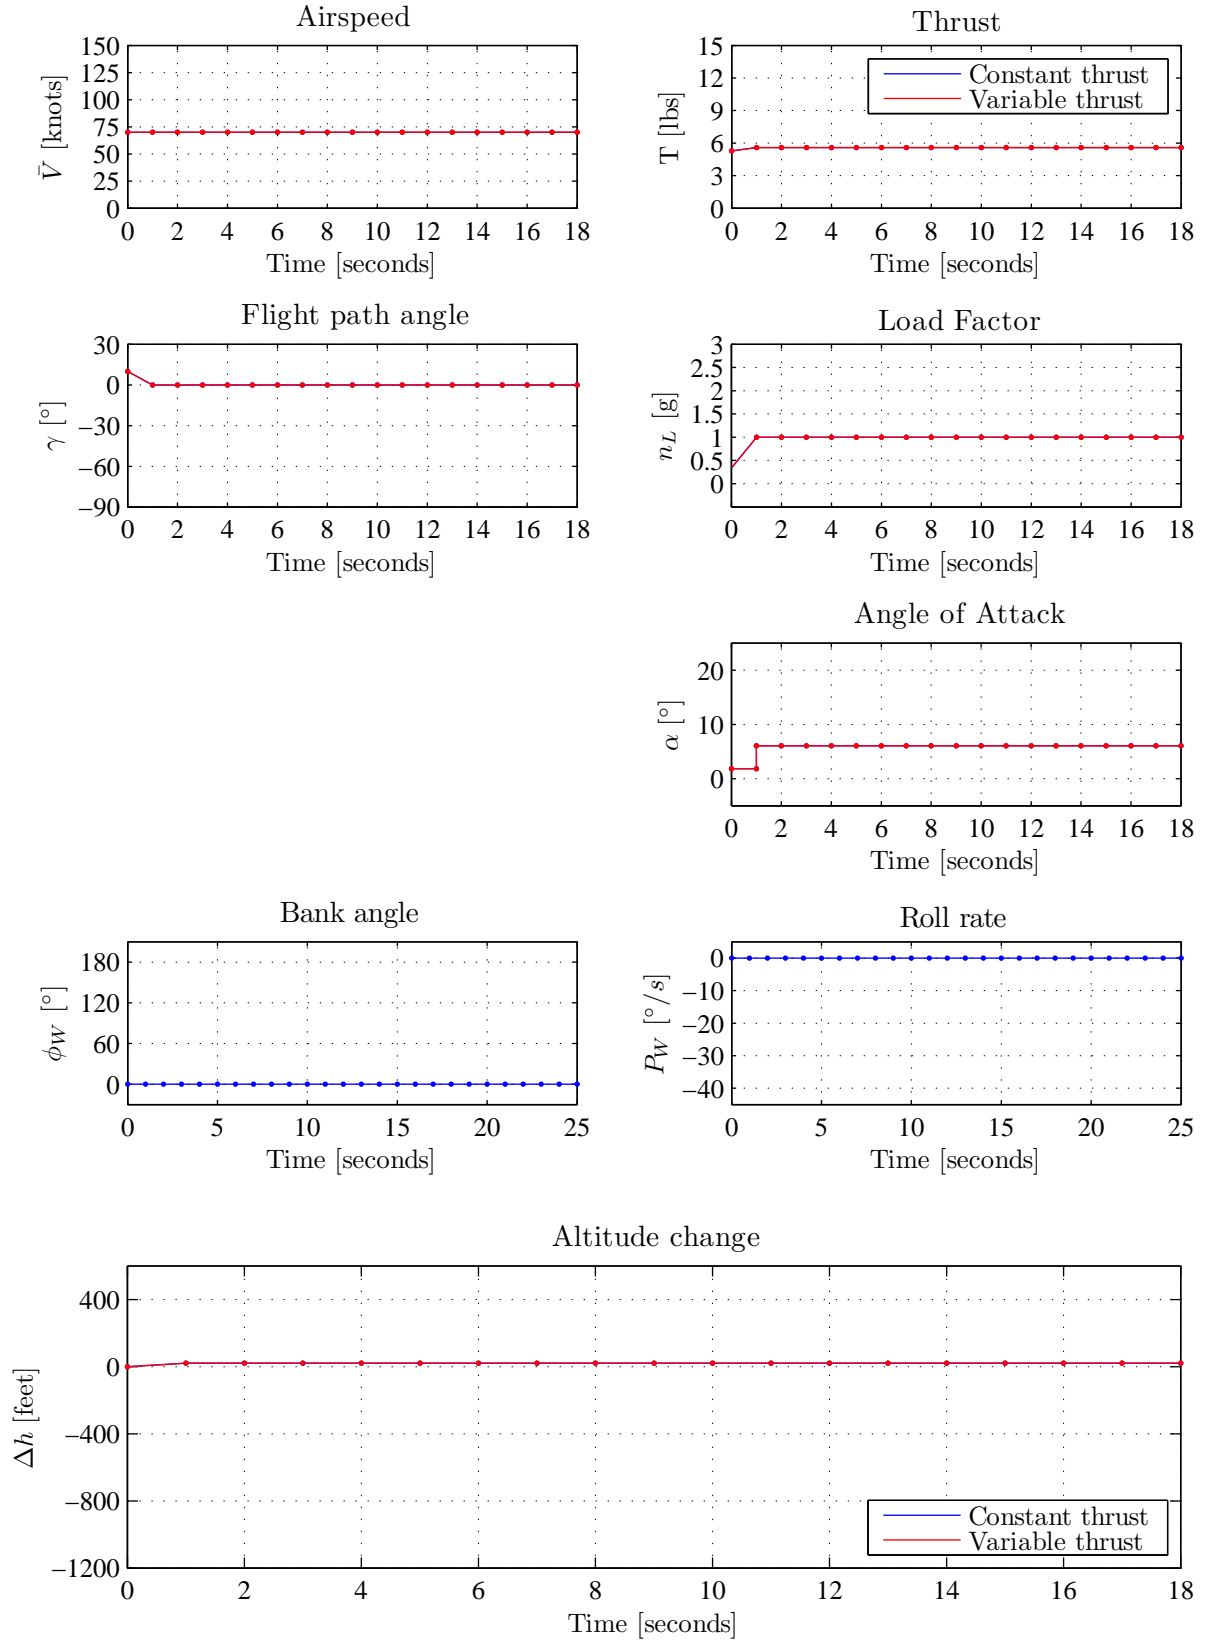 Airspeed
150
125
100
75
50
25
0
V̄ [knots]
0 2 4 6 8 10 12 14 16 18
Time [seconds]
Thrust
15
12
9
6
3
0
T [lbs]
Constant thrust
Variable thrust
0 2 4 6 8 10 12 14 16 18
Time [seconds]
Flight path angle
30
0
−30
−60
−90
γ [°]
0 2 4 6 8 10 12 14 16 18
Time [seconds]
Load Factor
3
2.5
2
1.5
1
0.5
0
n_L [g]
0 2 4 6 8 10 12 14 16 18
Time [seconds]
Angle of Attack
20
10
0
α [°]
0 2 4 6 8 10 12 14 16 18
Time [seconds]
Bank angle
180
120
60
0
ϕ_W [°]
0 5 10 15 20 25
Time [seconds]
Roll rate
0
−10
−20
−30
−40
P_W [°/s]
0 5 10 15 20 25
Time [seconds]
Altitude change
400
0
−400
−800
−1200
Δh [feet]
Constant thrust
Variable thrust
0 2 4 6 8 10 12 14 16 18
Time [seconds]